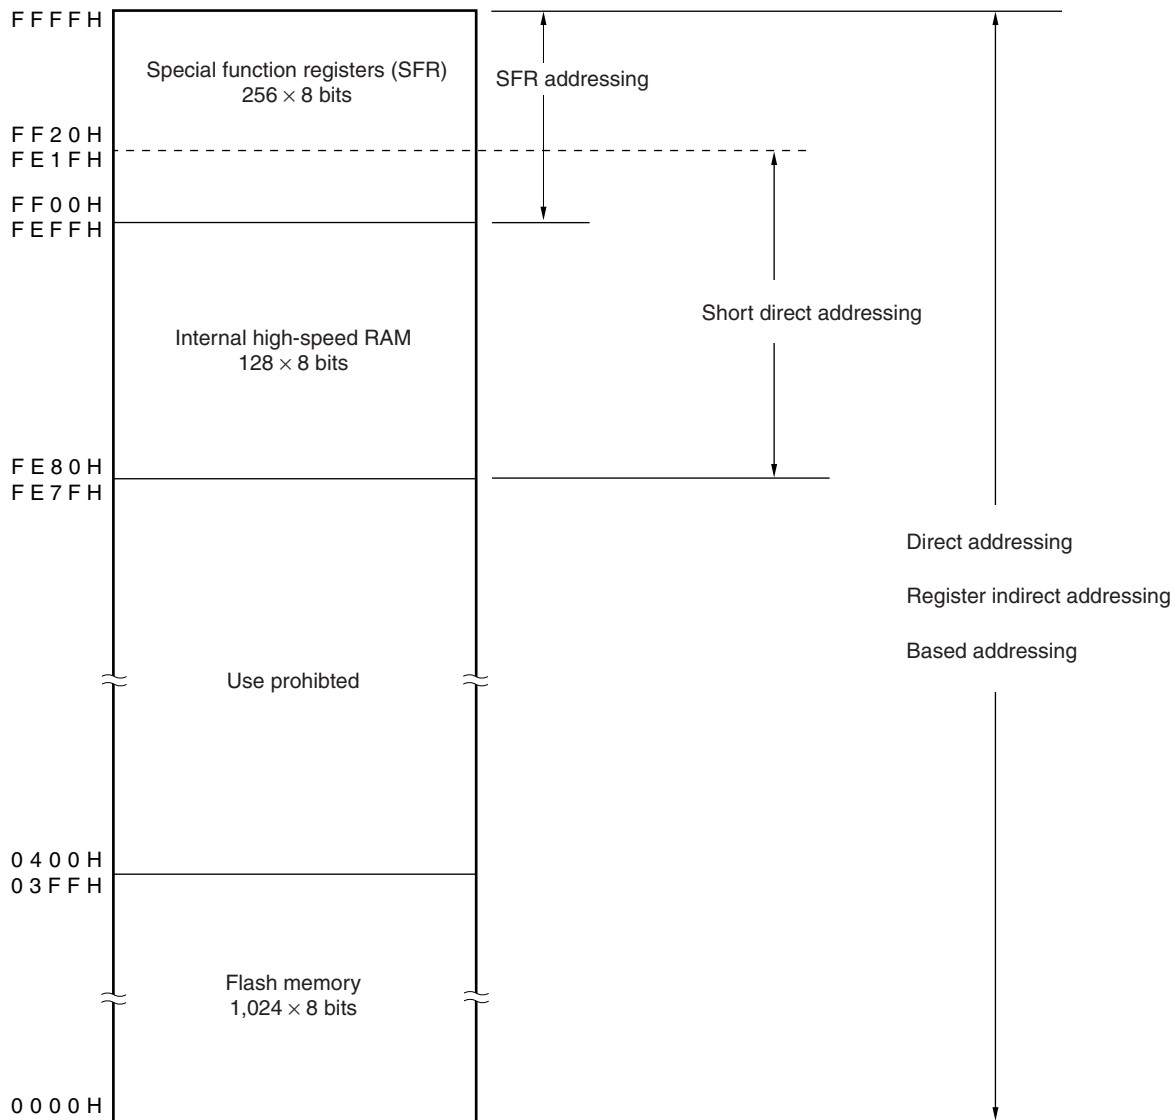 FFFFH
Special function registers (SFR)
256 × 8 bits
SFR addressing
FF20H
FE1FH
FF00H
FEFFH
Short direct addressing
Internal high-speed RAM
128 × 8 bits
FE80H
FE7FH
Direct addressing
Register indirect addressing
Based addressing
Use prohibted
0400H
03FFH
Flash memory
1,024 × 8 bits
0000H